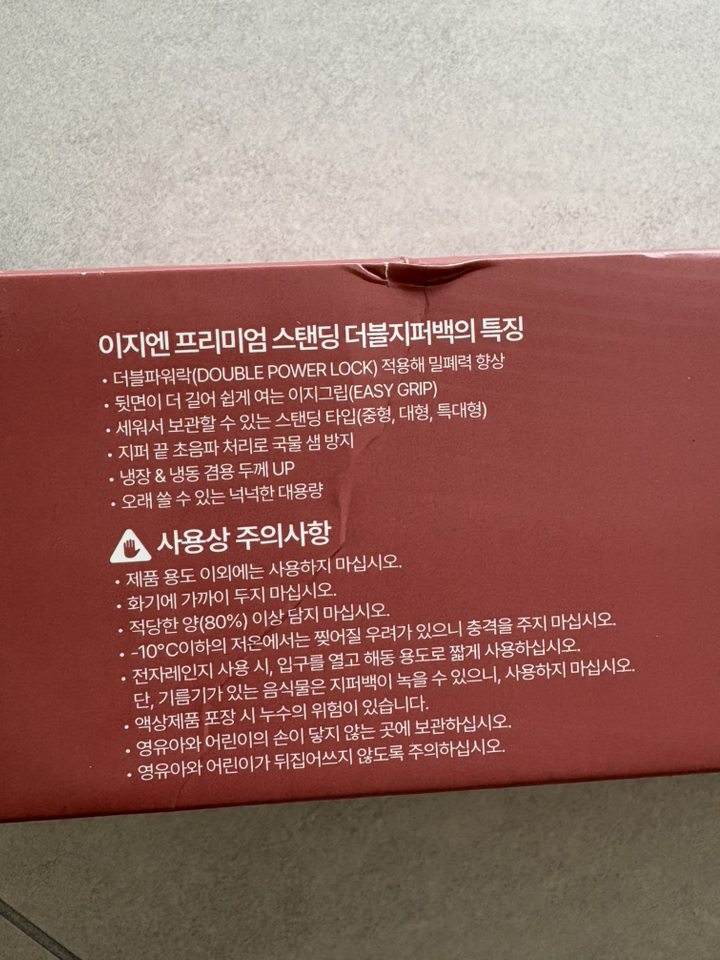 이지엔 프리미엄 스탠딩 더블지퍼백의 특징
• 더블파워락(DOUBLE POWER LOCK) 적용해 밀폐력 향상
• 뒷면이 더 길어 쉽게 여는 이지그립(EASY GRIP)
• 세워서 보관할 수 있는 스탠딩 타입(중형, 대형, 특대형)
• 지퍼 끝 초음파 처리로 국물 샘 방지
• 냉장 & 냉동 겸용 두께 UP
• 오래 쓸 수 있는 넉넉한 대용량
사용상 주의사항
• 제품 용도 이외에는 사용하지 마십시오.
• 화기에 가까이 두지 마십시오.
• 적당한 양(80%) 이상 담지 마십시오.
• -10°C이하의 저온에서는 찢어질 우려가 있으니 충격을 주지 마십시오.
• 전자레인지 사용 시, 입구를 열고 해동 용도로 짧게 사용하십시오.
단, 기름기가 있는 음식물은 지퍼백이 녹을 수 있으니, 사용하지 마십시오.
• 액상제품 포장 시 누수의 위험이 있습니다.
• 영유아와 어린이의 손이 닿지 않는 곳에 보관하십시오.
• 영유아와 어린이가 뒤집어쓰지 않도록 주의하십시오.